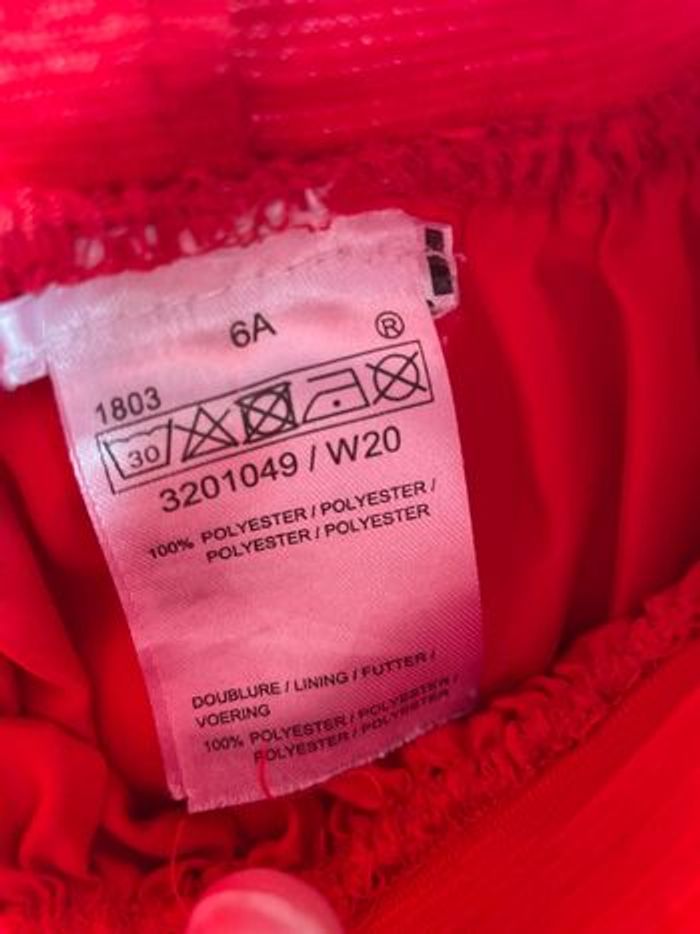 6A
®
1803
30
3201049 / W20
100% POLYESTER / POLYESTER /
POLYESTER / POLYESTER
DOUBLURE / LINING / FUTTER /
VOERING
100% POLYESTER / POLYESTER /
POLYESTER / POLYESTER